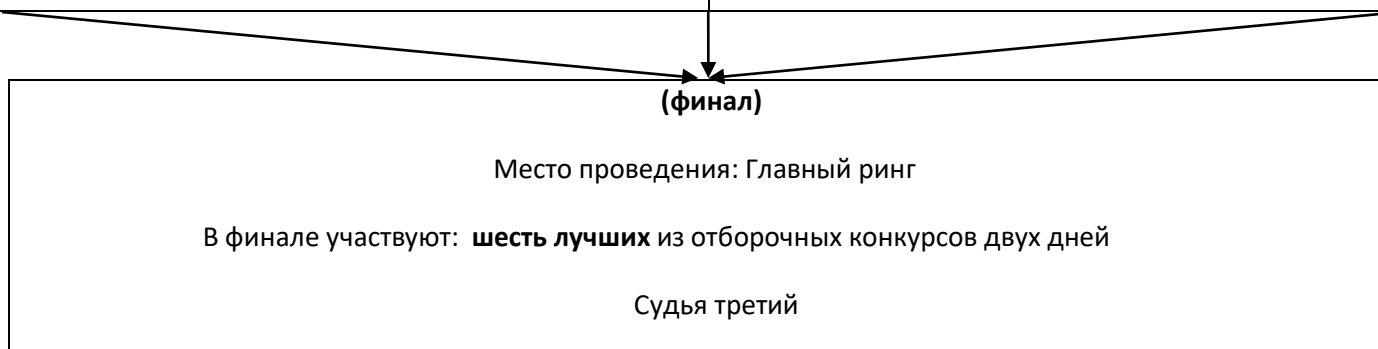 (финал)
Место проведения: Главный ринг
В финале участвуют: шесть лучших из отборочных конкурсов двух дней
Судья третий